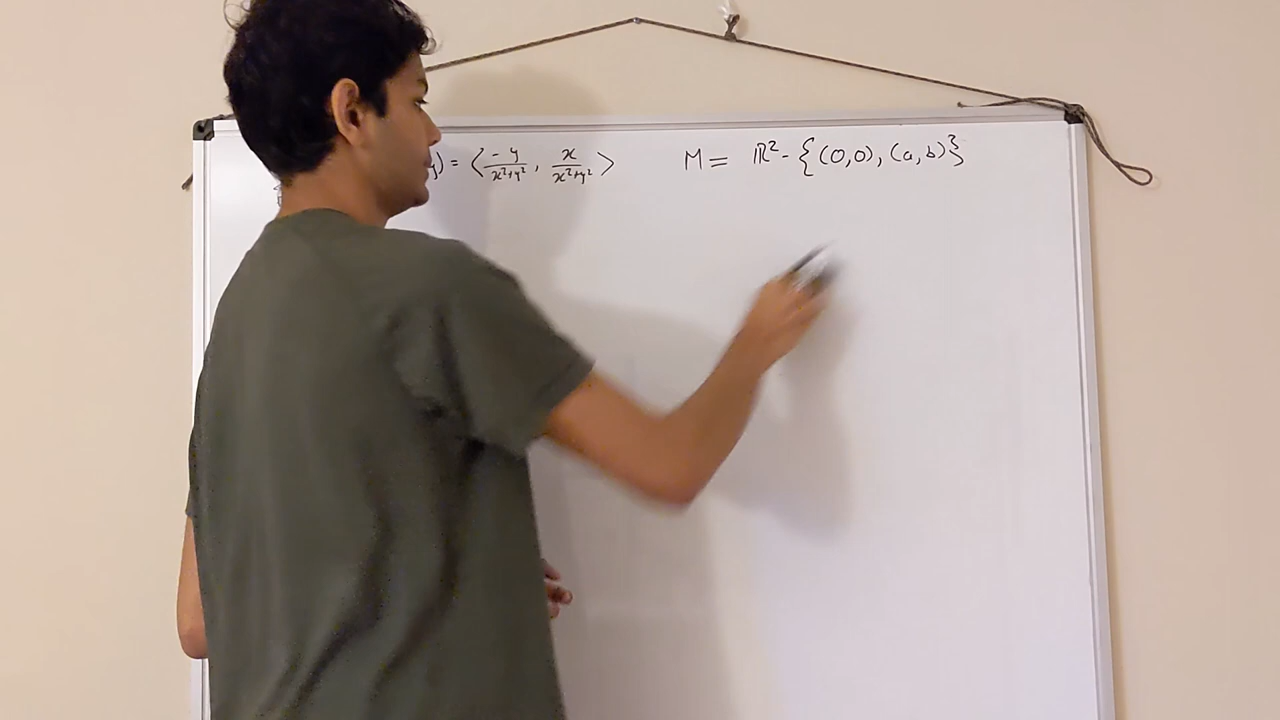 ) = ⟨ -y/(x²+y²) , x/(x²+y²) ⟩ M = ℝ² - {(0,0), (a,b)}